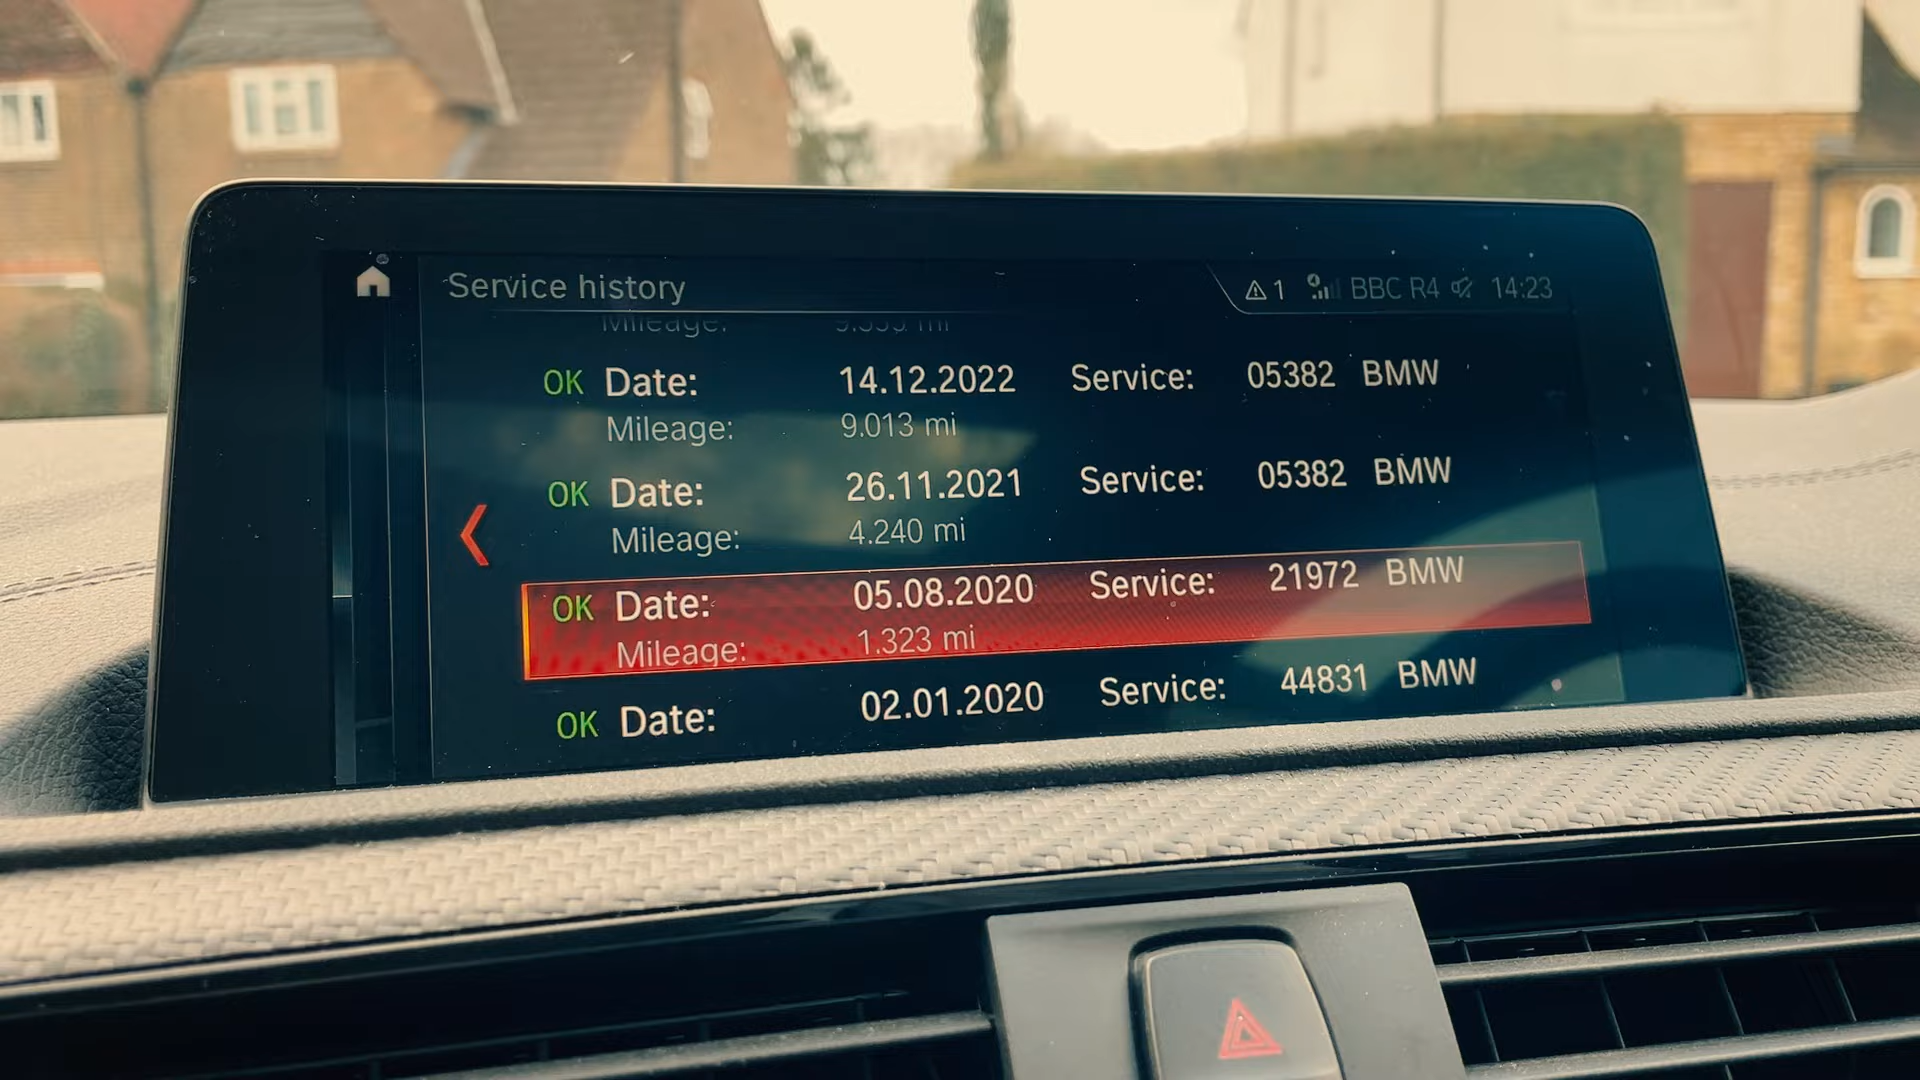 Service history
1 BBC R4 14:23
Mileage: mi
OK Date: 14.12.2022 Service: 05382 BMW
Mileage: 9.013 mi
OK Date: 26.11.2021 Service: 05382 BMW
Mileage: 4.240 mi
OK Date: 05.08.2020 Service: 21972 BMW
Mileage: 1.323 mi
OK Date: 02.01.2020 Service: 44831 BMW